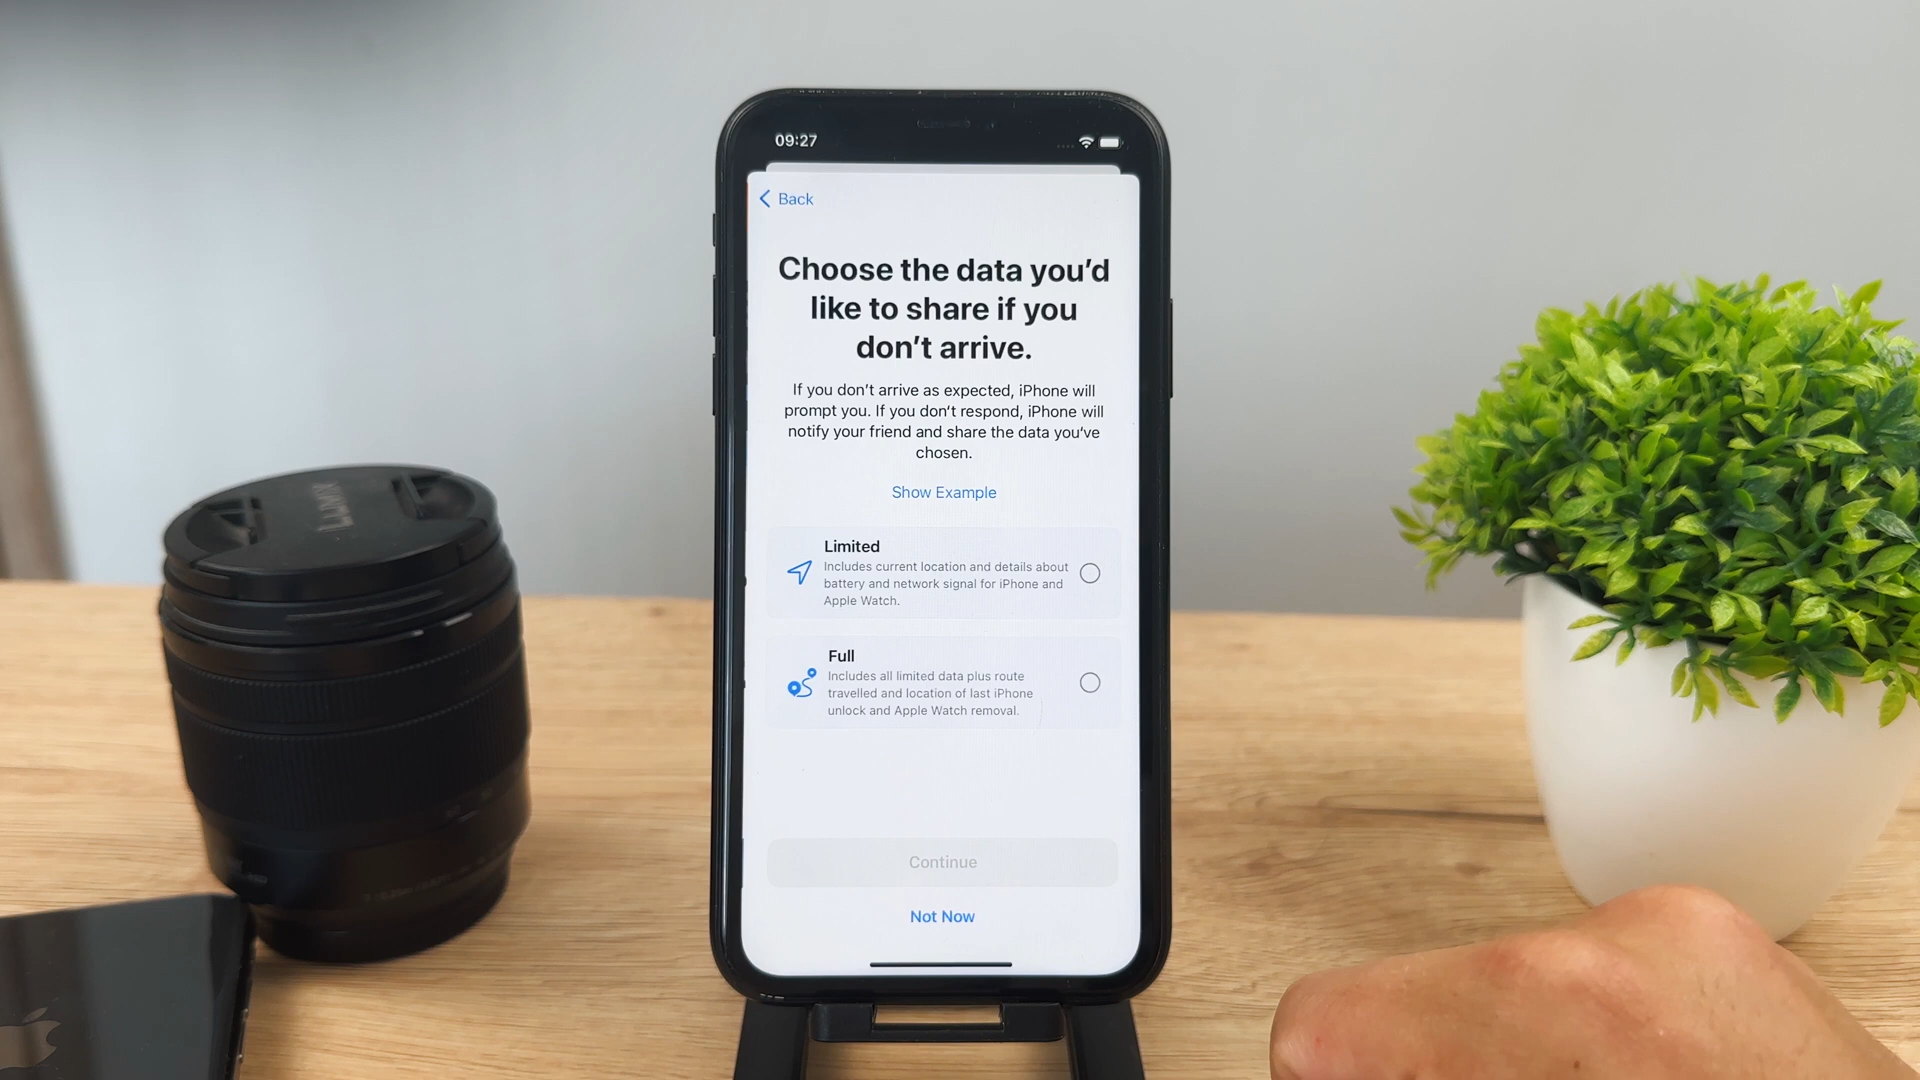 09:27
Back
Choose the data you’d
like to share if you
don’t arrive.
If you don’t arrive as expected, iPhone will
prompt you. If you don’t respond, iPhone will
notify your friend and share the data you’ve
chosen.
Show Example
Limited
Includes current location and details about
battery and network signal for iPhone and
Apple Watch.
Full
Includes all limited data plus route
travelled and location of last iPhone
unlock and Apple Watch removal.
Continue
Not Now
LUMIX